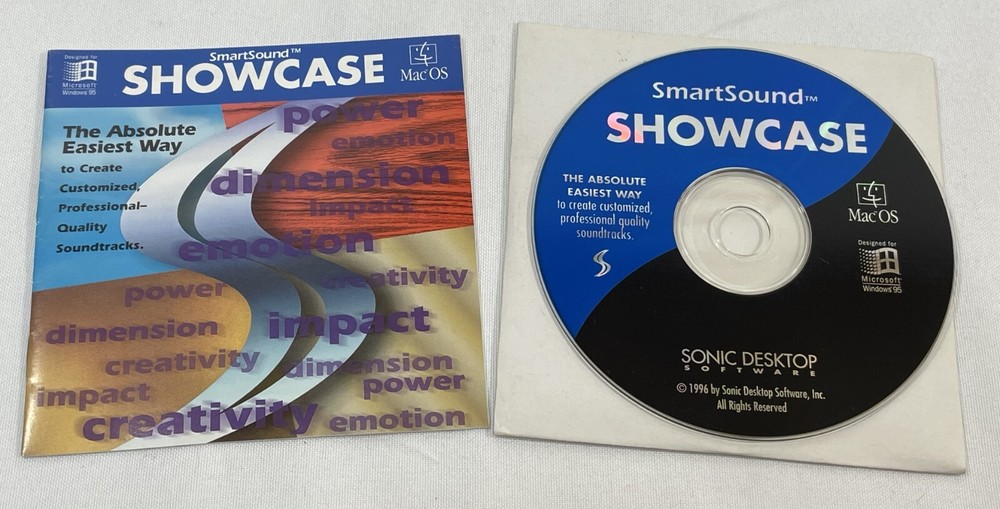 Designed for
Microsoft
Windows 95
SmartSound™
SHOWCASE
Mac OS
The Absolute
Easiest Way
to Create
Customized,
Professional-
Quality
Soundtracks.
power
emotion
dimension
impact
emotion
creativity
power
impact
dimension
creativity
dimension
impact
power
creativity
emotion
SmartSound™
SHOWCASE
THE ABSOLUTE
EASIEST WAY
to create customized,
professional quality
soundtracks.
Mac OS
Designed for
Microsoft
Windows 95
SONIC DESKTOP
SOFTWARE
© 1996 by Sonic Desktop Software, Inc.
All Rights Reserved